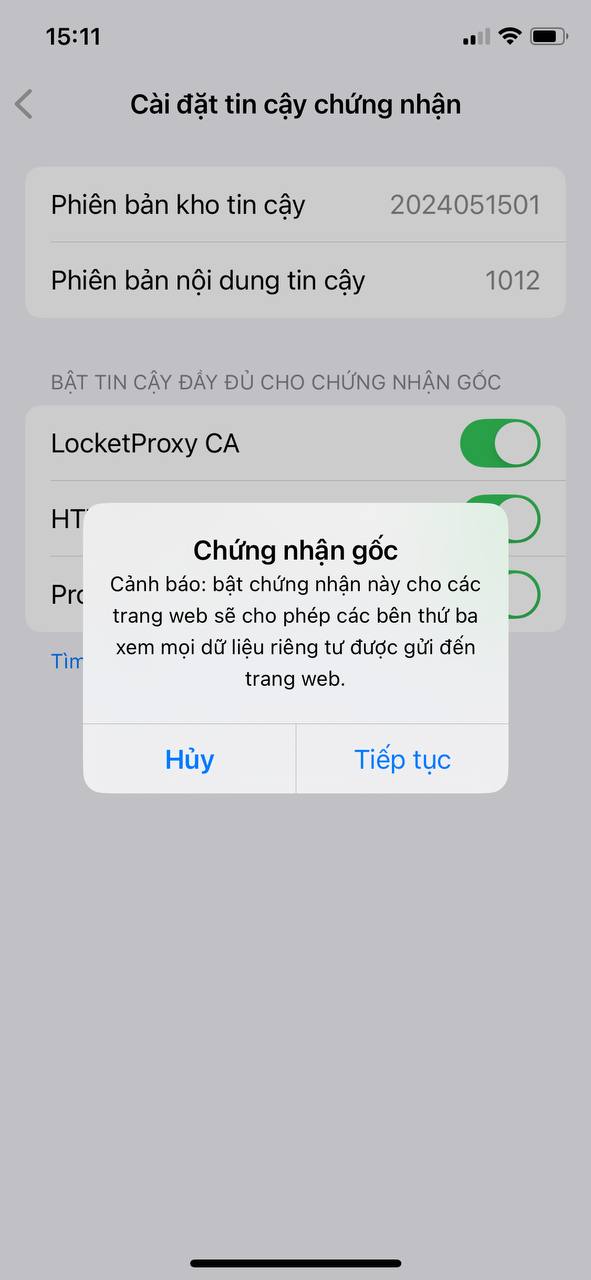 15:11
Cài đặt tin cậy chứng nhận
Phiên bản kho tin cậy 2024051501
Phiên bản nội dung tin cậy 1012
BẬT TIN CẬY ĐẦY ĐỦ CHO CHỨNG NHẬN GỐC
LocketProxy CA
Chứng nhận gốc
Cảnh báo: bật chứng nhận này cho các
trang web sẽ cho phép các bên thứ ba
xem mọi dữ liệu riêng tư được gửi đến
trang web.
Hủy Tiếp tục